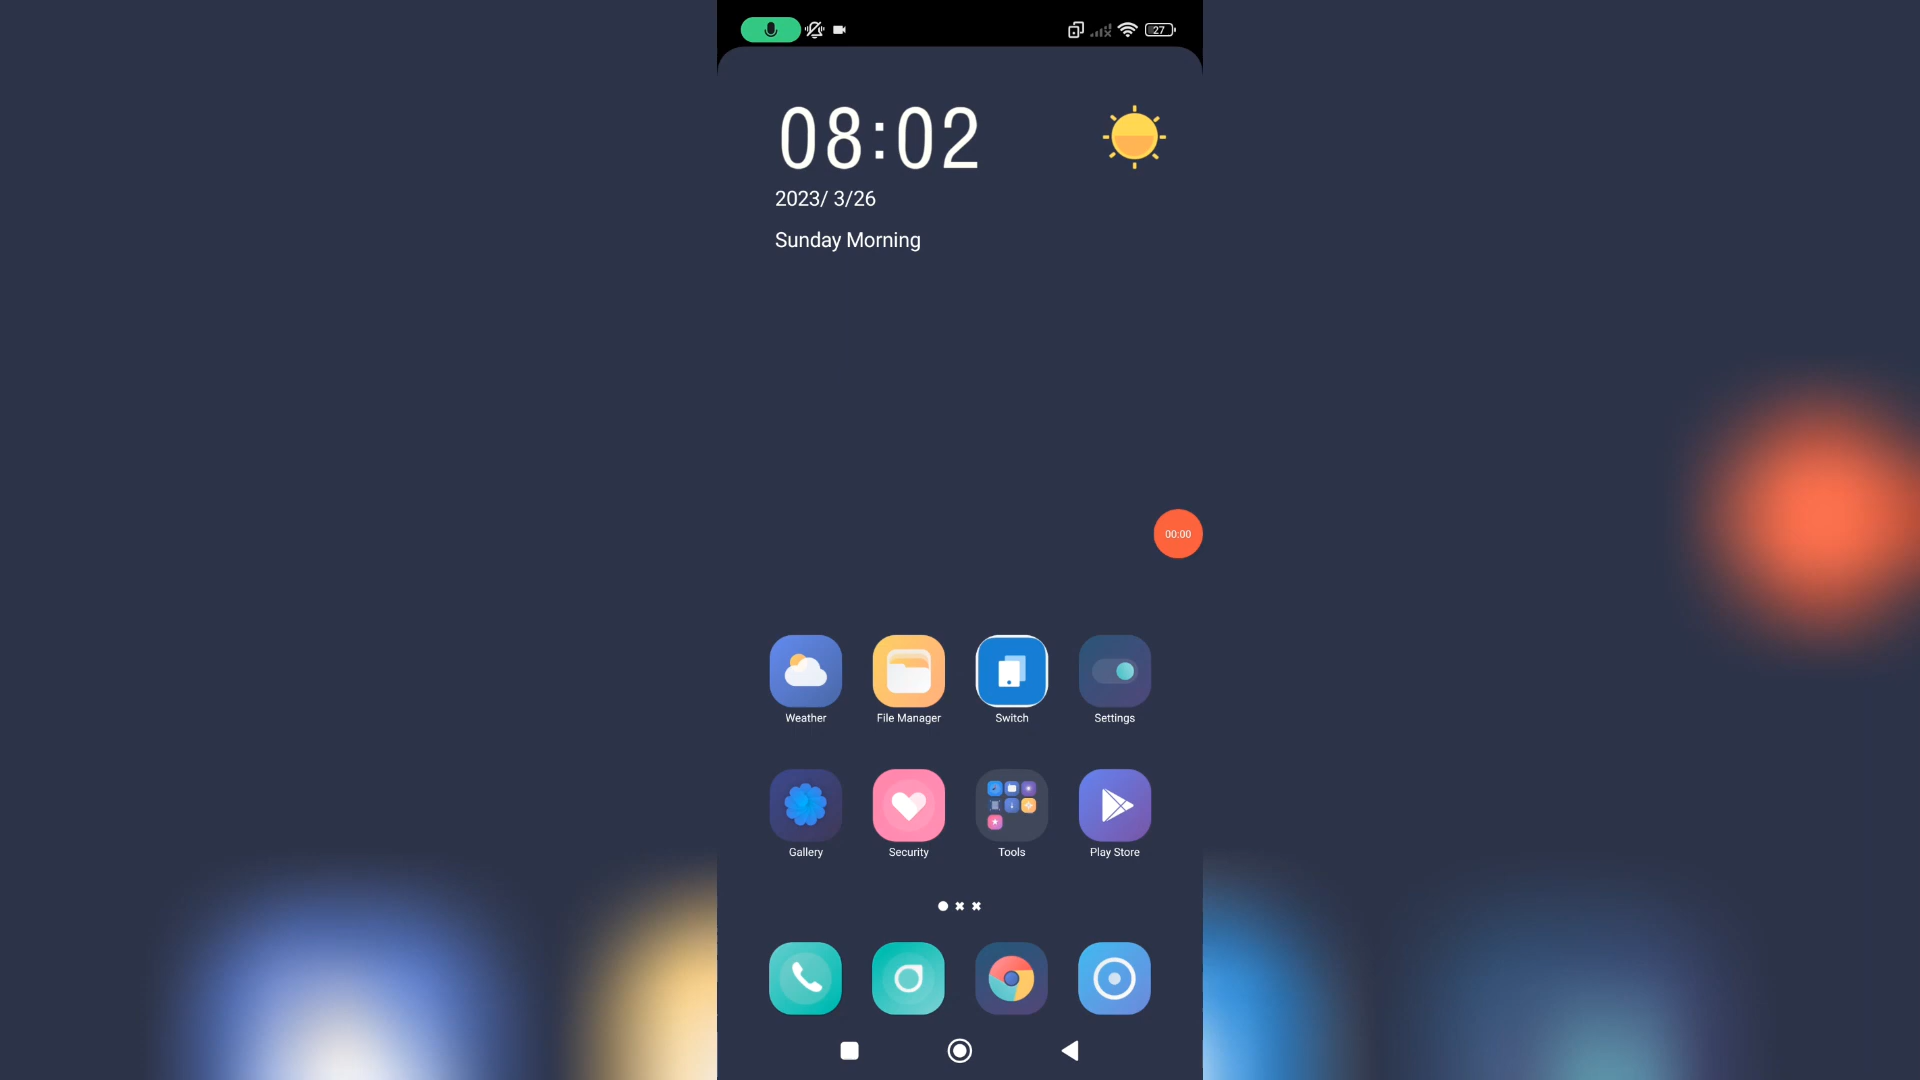 27
08:02
2023/ 3/26
Sunday Morning
00:00
Weather
File Manager
Switch
Settings
Gallery
Security
Tools
Play Store